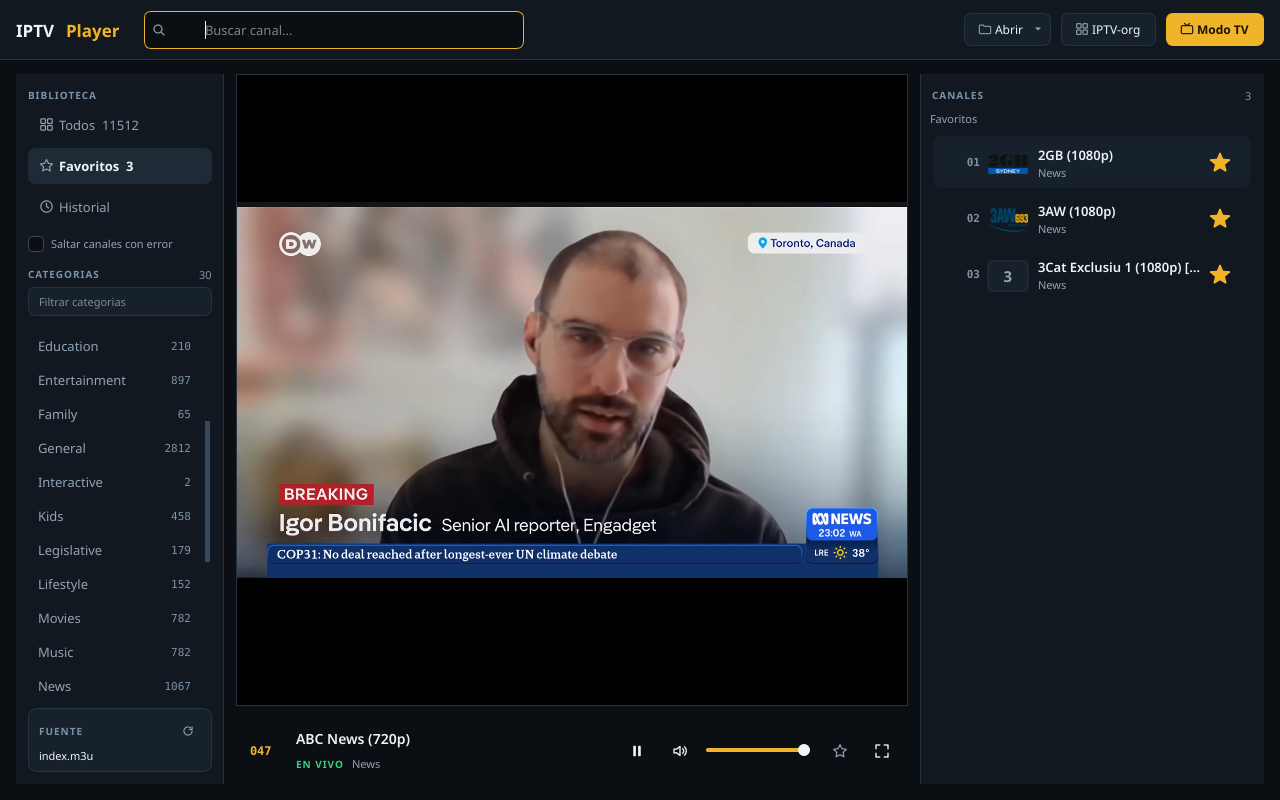 IPTV Player
Buscar canal...
Abrir
IPTV-org
Modo TV
BIBLIOTECA
Todos 11512
Favoritos 3
Historial
Saltar canales con error
CATEGORIAS 30
Filtrar categorias
Education 210
Entertainment 897
Family 65
General 2812
Interactive 2
Kids 458
Legislative 179
Lifestyle 152
Movies 782
Music 782
News 1067
FUENTE
index.m3u
DW
Toronto, Canada
BREAKING
Igor Bonifacic Senior AI reporter, Engadget
COP31: No deal reached after longest-ever UN climate debate
NEWS
23:02 WA
LRE 38°
047
ABC News (720p)
EN VIVO News
CANALES 3
Favoritos
01
2GB
SYDNEY
2GB (1080p)
News
02
3AW 693
3AW (1080p)
News
03
3
3Cat Exclusiu 1 (1080p) [...
News